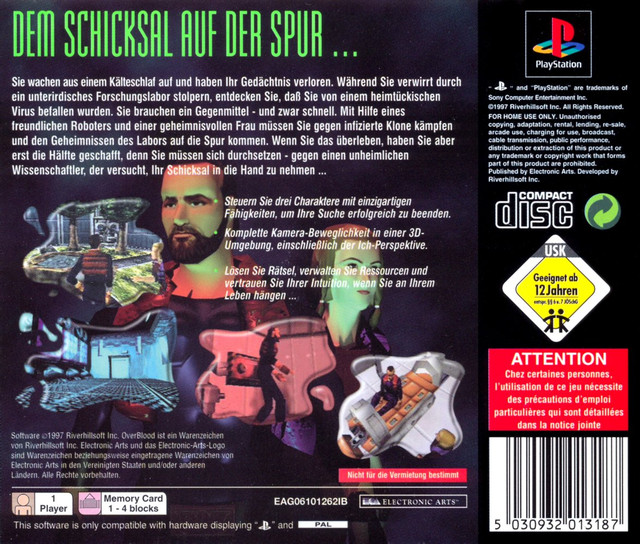 DEM SCHICKSAL AUF DER SPUR ...
Sie wachen aus einem Kälteschlaf auf und haben Ihr Gedächtnis verloren. Während Sie verwirrt durch
ein unterirdisches Forschungslabor stolpern, entdecken Sie, daß Sie von einem heimtückischen
Virus befallen wurden. Sie brauchen ein Gegenmittel - und zwar schnell. Mit Hilfe eines
freundlichen Roboters und einer geheimnisvollen Frau müssen Sie gegen infizierte Klone kämpfen
und den Geheimnissen des Labors auf die Spur kommen. Wenn Sie das überleben, haben Sie aber
erst die Hälfte geschafft, denn Sie müssen sich durchsetzen - gegen einen unheimlichen
Wissenschaftler, der versucht, Ihr Schicksal in die Hand zu nehmen ...
Steuern Sie drei Charaktere mit einzigartigen
Fähigkeiten, um Ihre Suche erfolgreich zu beenden.
Komplette Kamera-Beweglichkeit in einer 3D-
Umgebung, einschließlich der Ich-Perspektive.
Lösen Sie Rätsel, verwalten Sie Ressourcen und
vertrauen Sie Ihrer Intuition, wenn Sie an Ihrem
Leben hängen ...
Software ©1997 Riverhillsoft Inc. OverBlood ist ein Warenzeichen
von Riverhillsoft Inc. Electronic Arts und das Electronic-Arts-Logo
sind Warenzeichen beziehungsweise eingetragene Warenzeichen von
Electronic Arts in den Vereinigten Staaten und/oder anderen
Ländern. Alle Rechte vorbehalten.
Nicht für die Vermietung bestimmt
1
Player
Memory Card
1 - 4 blocks
EAG06101262IB
ELECTRONIC ARTS™
This software is only compatible with hardware displaying "PS" and PAL
PlayStation
"PS" and "PlayStation" are trademarks of
Sony Computer Entertainment Inc.
©1997 Riverhillsoft Inc. All Rights Reserved.
FOR HOME USE ONLY. Unauthorised
copying, adaptation, rental, lending, re-sale,
arcade use, charging for use, broadcast,
cable transmission, public performance,
distribution or extraction of this product or
any trademark or copyright work that forms
part of this product are prohibited.
Published by Electronic Arts. Developed by
Riverhillsoft Inc.
COMPACT
disc
USK
Geeignet ab
12 Jahren
ATTENTION
Chez certaines personnes,
l'utilisation de ce jeu nécessite
des précautions d'emploi
particulières qui sont détaillées
dans la notice jointe
5 030932 013187